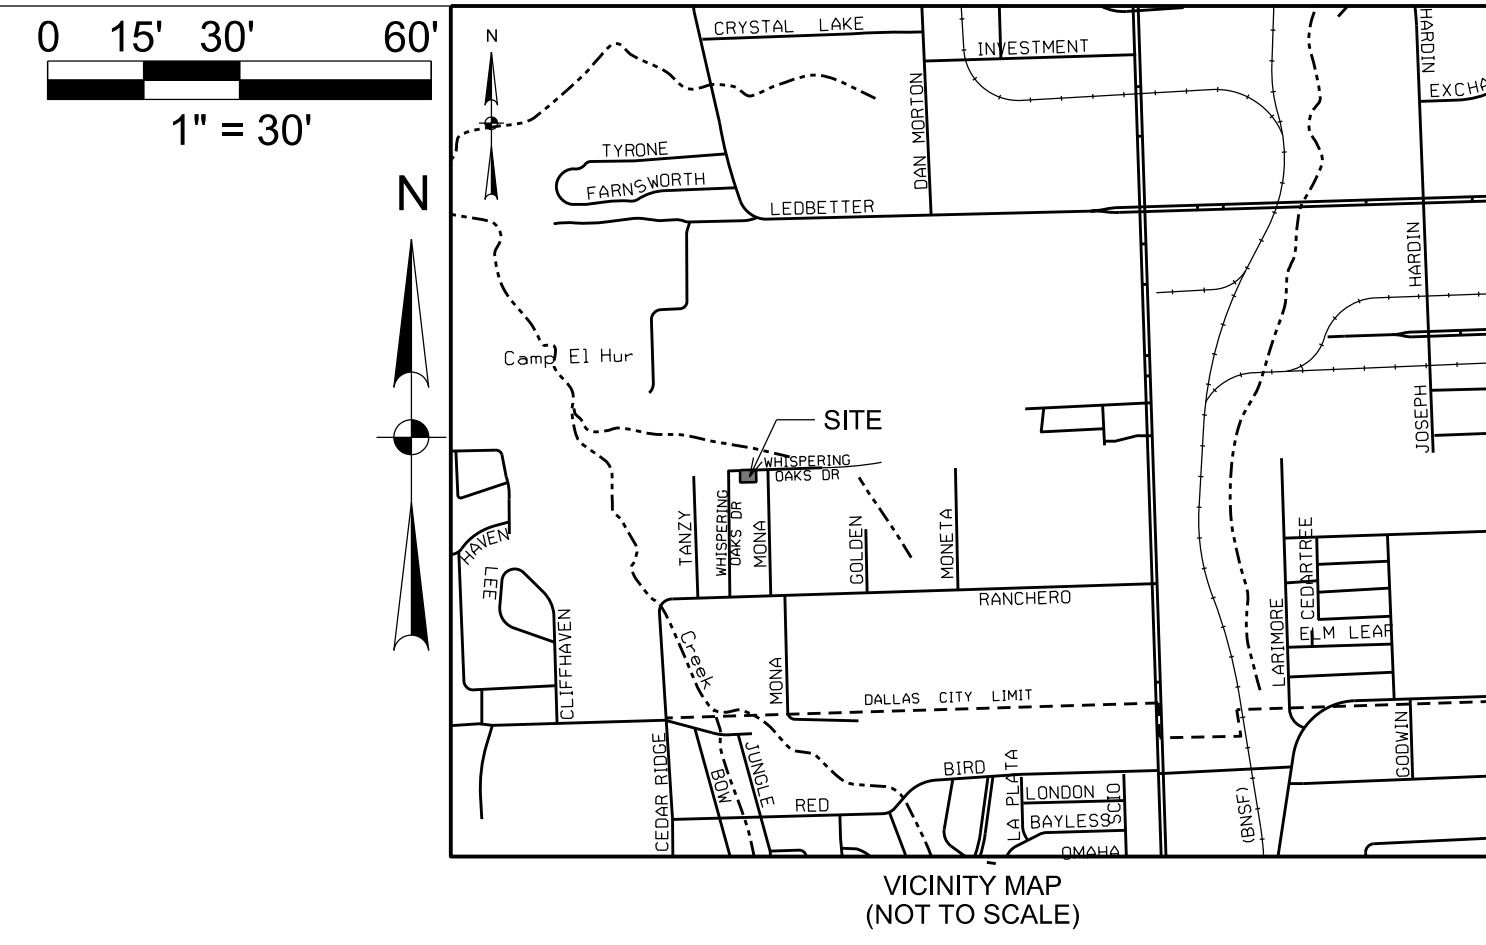 0 15' 30' 60'
1" = 30'
N
N
CRYSTAL LAKE
INVESTMENT
HARDIN
DAN MORTON
TYRONE
FARNSWORTH
LEDBETTER
HARDIN
Camp El Hur
SITE
JOSEPH
WHISPERING
OAKS DR
TANZY
WHISPERING
OAKS DR
MONA
GOLDEN
MONETA
HAVEN
LEE
CLIFFHAVEN
RANCHERO
CEDARTREE
LARIMORE
ELM LEAF
Creek
MONA
DALLAS CITY LIMIT
CEDAR RIDGE
BOW
JUNGLE
RED
BIRD
LA PLATA
LONDON
BAYLESS
SCIO
OMAHA
(BNSF)
GODWIN
VICINITY MAP
(NOT TO SCALE)